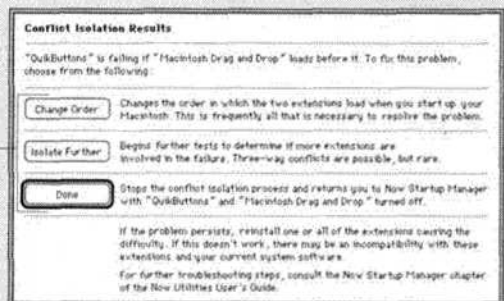 Conflict Isolation Results
"QuikButtons" is failing if "Macintosh Drag and Drop" loads before it. To fix this problem,
choose from the following:
Change Order
Changes the order in which the two extensions load when you start up your
Macintosh. This is frequently all that is necessary to resolve the problem.
Isolate Further
Begins further tests to determine if more extensions are
involved in the failure. Three-way conflicts are possible, but rare.
Done
Stops the conflict isolation process and returns you to Now Startup Manager
with "QuikButtons" and "Macintosh Drag and Drop" turned off.
If the problem persists, reinstall one or all of the extensions causing the
difficulty. If this doesn't work, there may be an incompatibility with these
extensions and your current system software.
For further troubleshooting steps, consult the Now Startup Manager chapter
of the Now Utilities User's Guide.